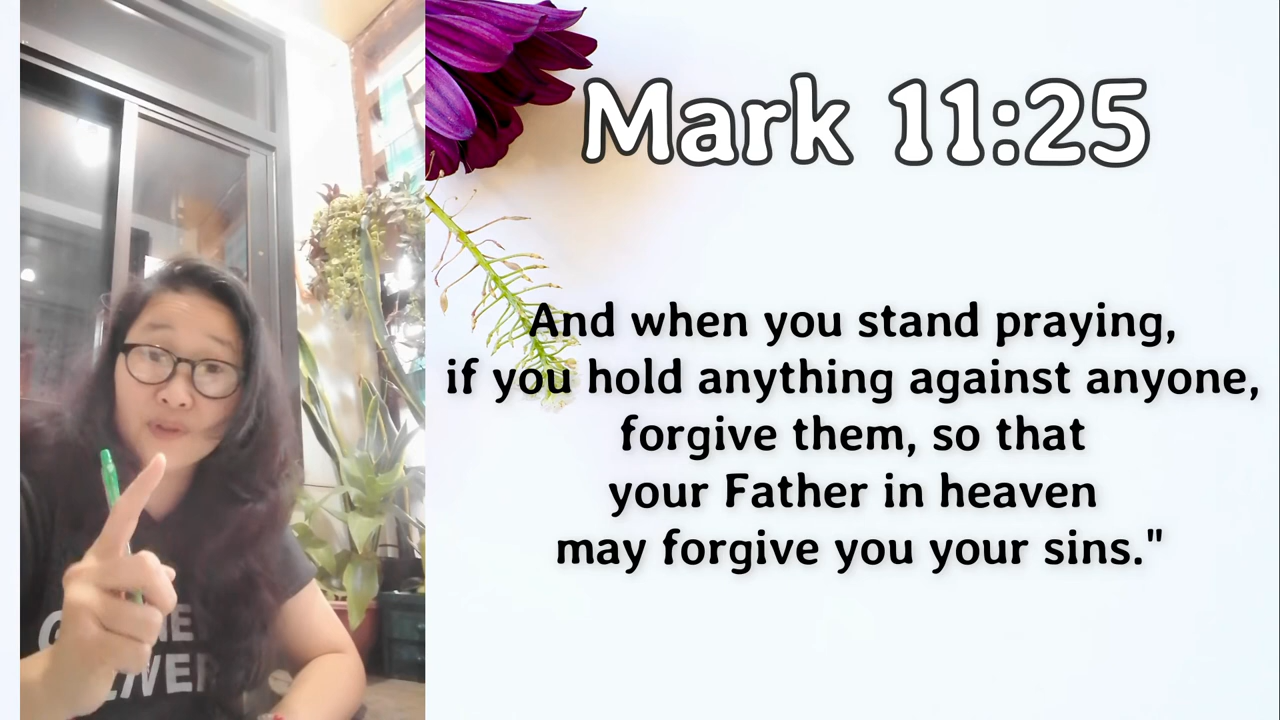 Mark 11:25
And when you stand praying,
if you hold anything against anyone,
forgive them, so that
your Father in heaven
may forgive you your sins."